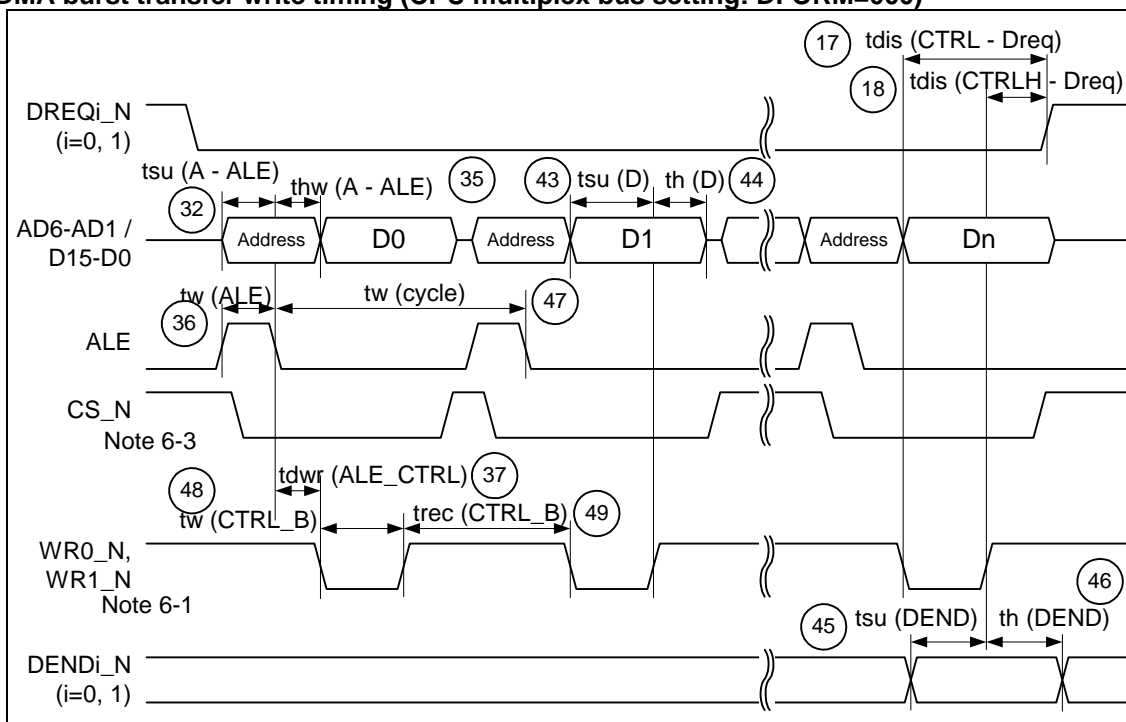 DMA burst transfer write timing (CPU multiplex bus setting: DFORM=000)
17 tdis (CTRL - Dreq)
18 tdis (CTRLH - Dreq)
DREQi_N
(i=0, 1)
tsu (A - ALE)
thw (A - ALE) 35 43 tsu (D) th (D) 44
32
AD6-AD1 /
D15-D0
Address D0 Address D1 Address Dn
tw (ALE) tw (cycle) 47
36
ALE
CS_N
Note 6-3
tdwr (ALE_CTRL) 37
48
tw (CTRL_B) trec (CTRL_B) 49
WR0_N,
WR1_N
Note 6-1
46
45 tsu (DEND) th (DEND)
DENDi_N
(i=0, 1)